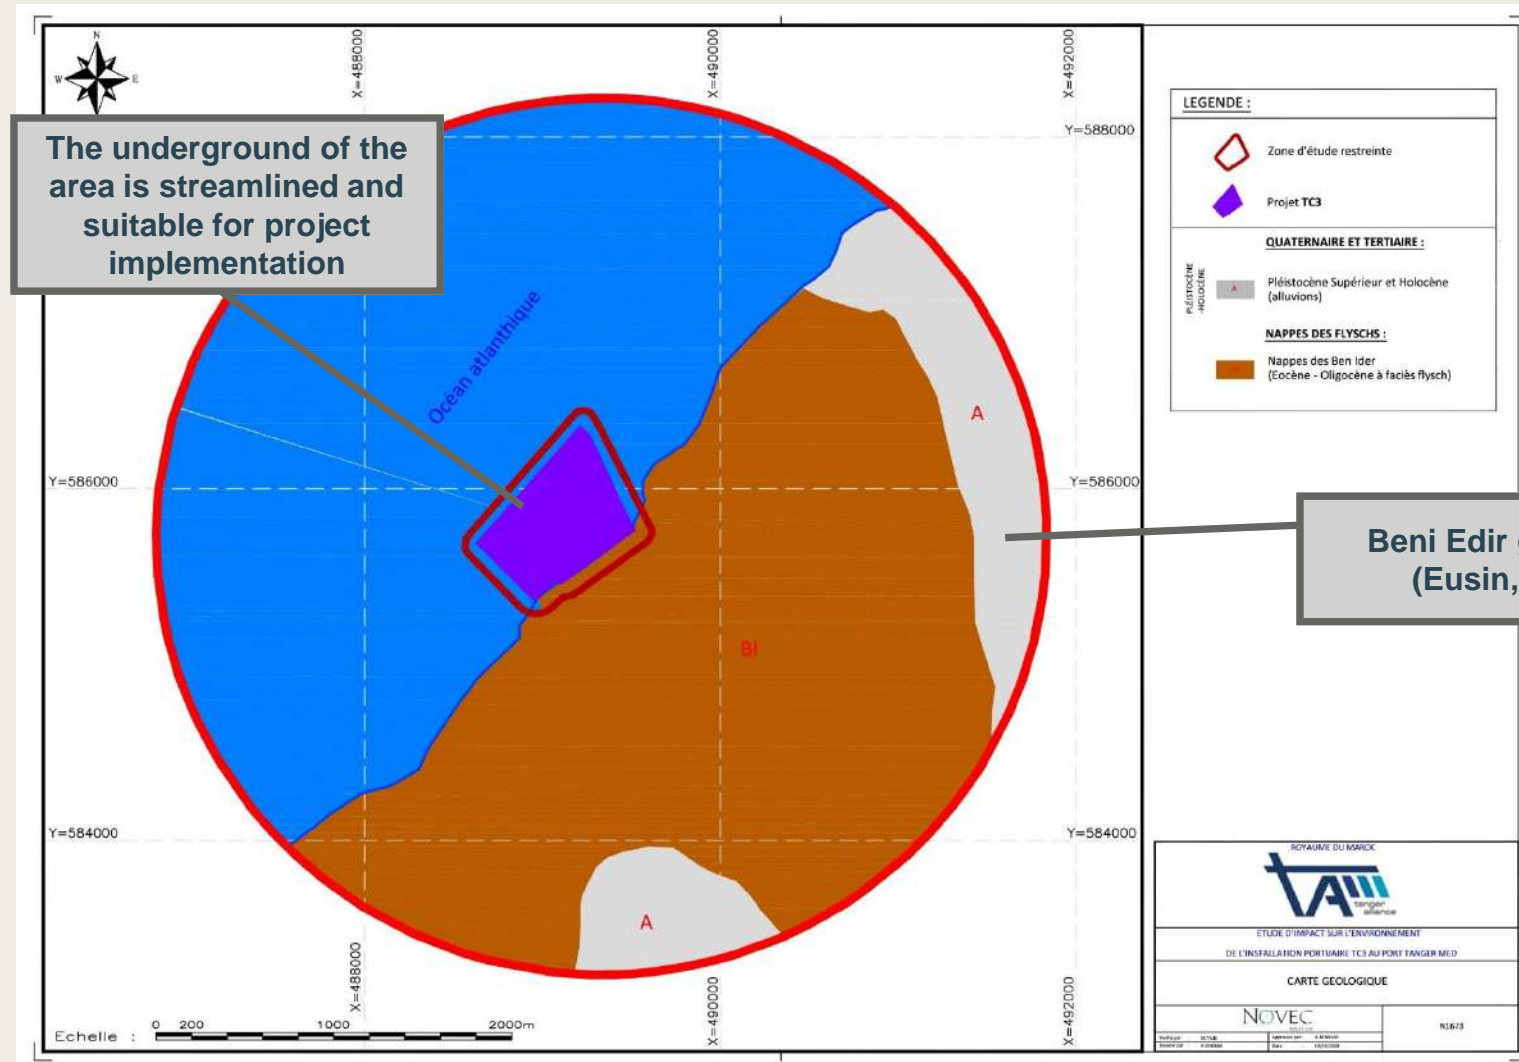 N
W
E
X=488000
X=490000
X=492000
Y=588000
The underground of the
area is streamlined and
suitable for project
implementation
Océan atlanthique
Y=586000
Y=586000
A
BI
Beni Edir
(Eusin,
Y=584000
Y=584000
A
X=488000
X=490000
X=492000
Echelle :
0 200 1000 2000m
LEGENDE :
Zone d'étude restreinte
Projet TC3
QUATERNAIRE ET TERTIAIRE :
PLÉISTOCÈNE
-HOLOCÈNE
A
Pléistocène Supérieur et Holocène
(alluvions)
NAPPES DES FLYSCHS :
Nappes des Ben Ider
(Eocène - Oligocène à faciès flysch)
ROYAUME DU MAROC
tanger
alliance
ETUDE D'IMPACT SUR L'ENVIRONNEMENT
DE L'INSTALLATION PORTUAIRE TC3 AU PORT TANGER MED
CARTE GEOLOGIQUE
NOVEC
N1673